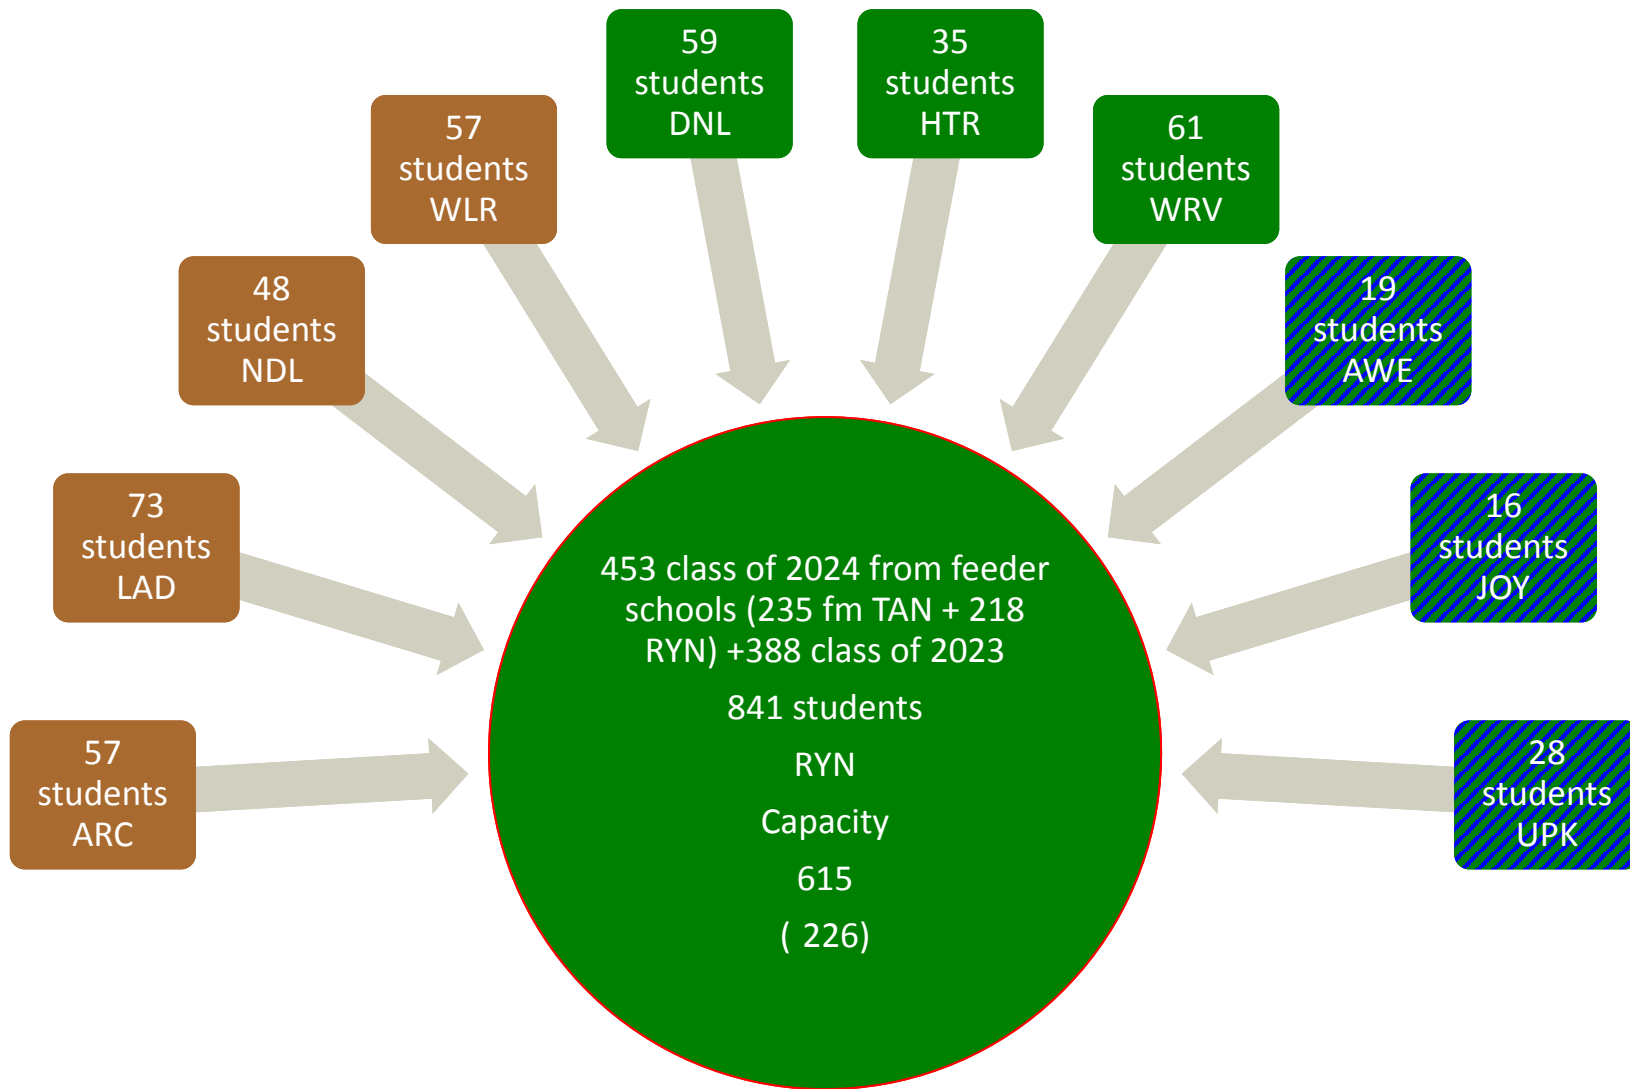 57
students
ARC
73
students
LAD
48
students
NDL
57
students
WLR
59
students
DNL
35
students
HTR
61
students
WRV
19
students
AWE
16
students
JOY
28
students
UPK
453 class of 2024 from feeder
schools (235 fm TAN + 218
RYN) +388 class of 2023
841 students
RYN
Capacity
615
( 226)